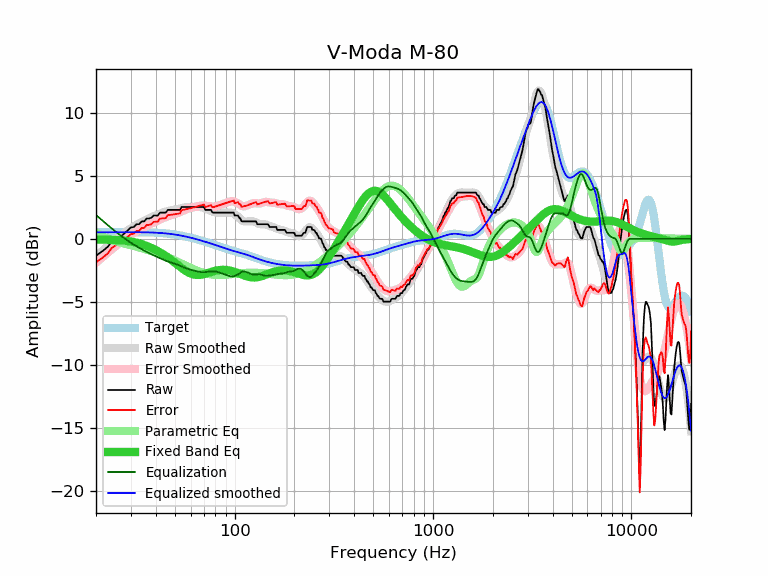 V-Moda M-80
Amplitude (dBr)
10
5
0
−5
−10
−15
−20
Target
Raw Smoothed
Error Smoothed
Raw
Error
Parametric Eq
Fixed Band Eq
Equalization
Equalized smoothed
100
1000
10000
Frequency (Hz)